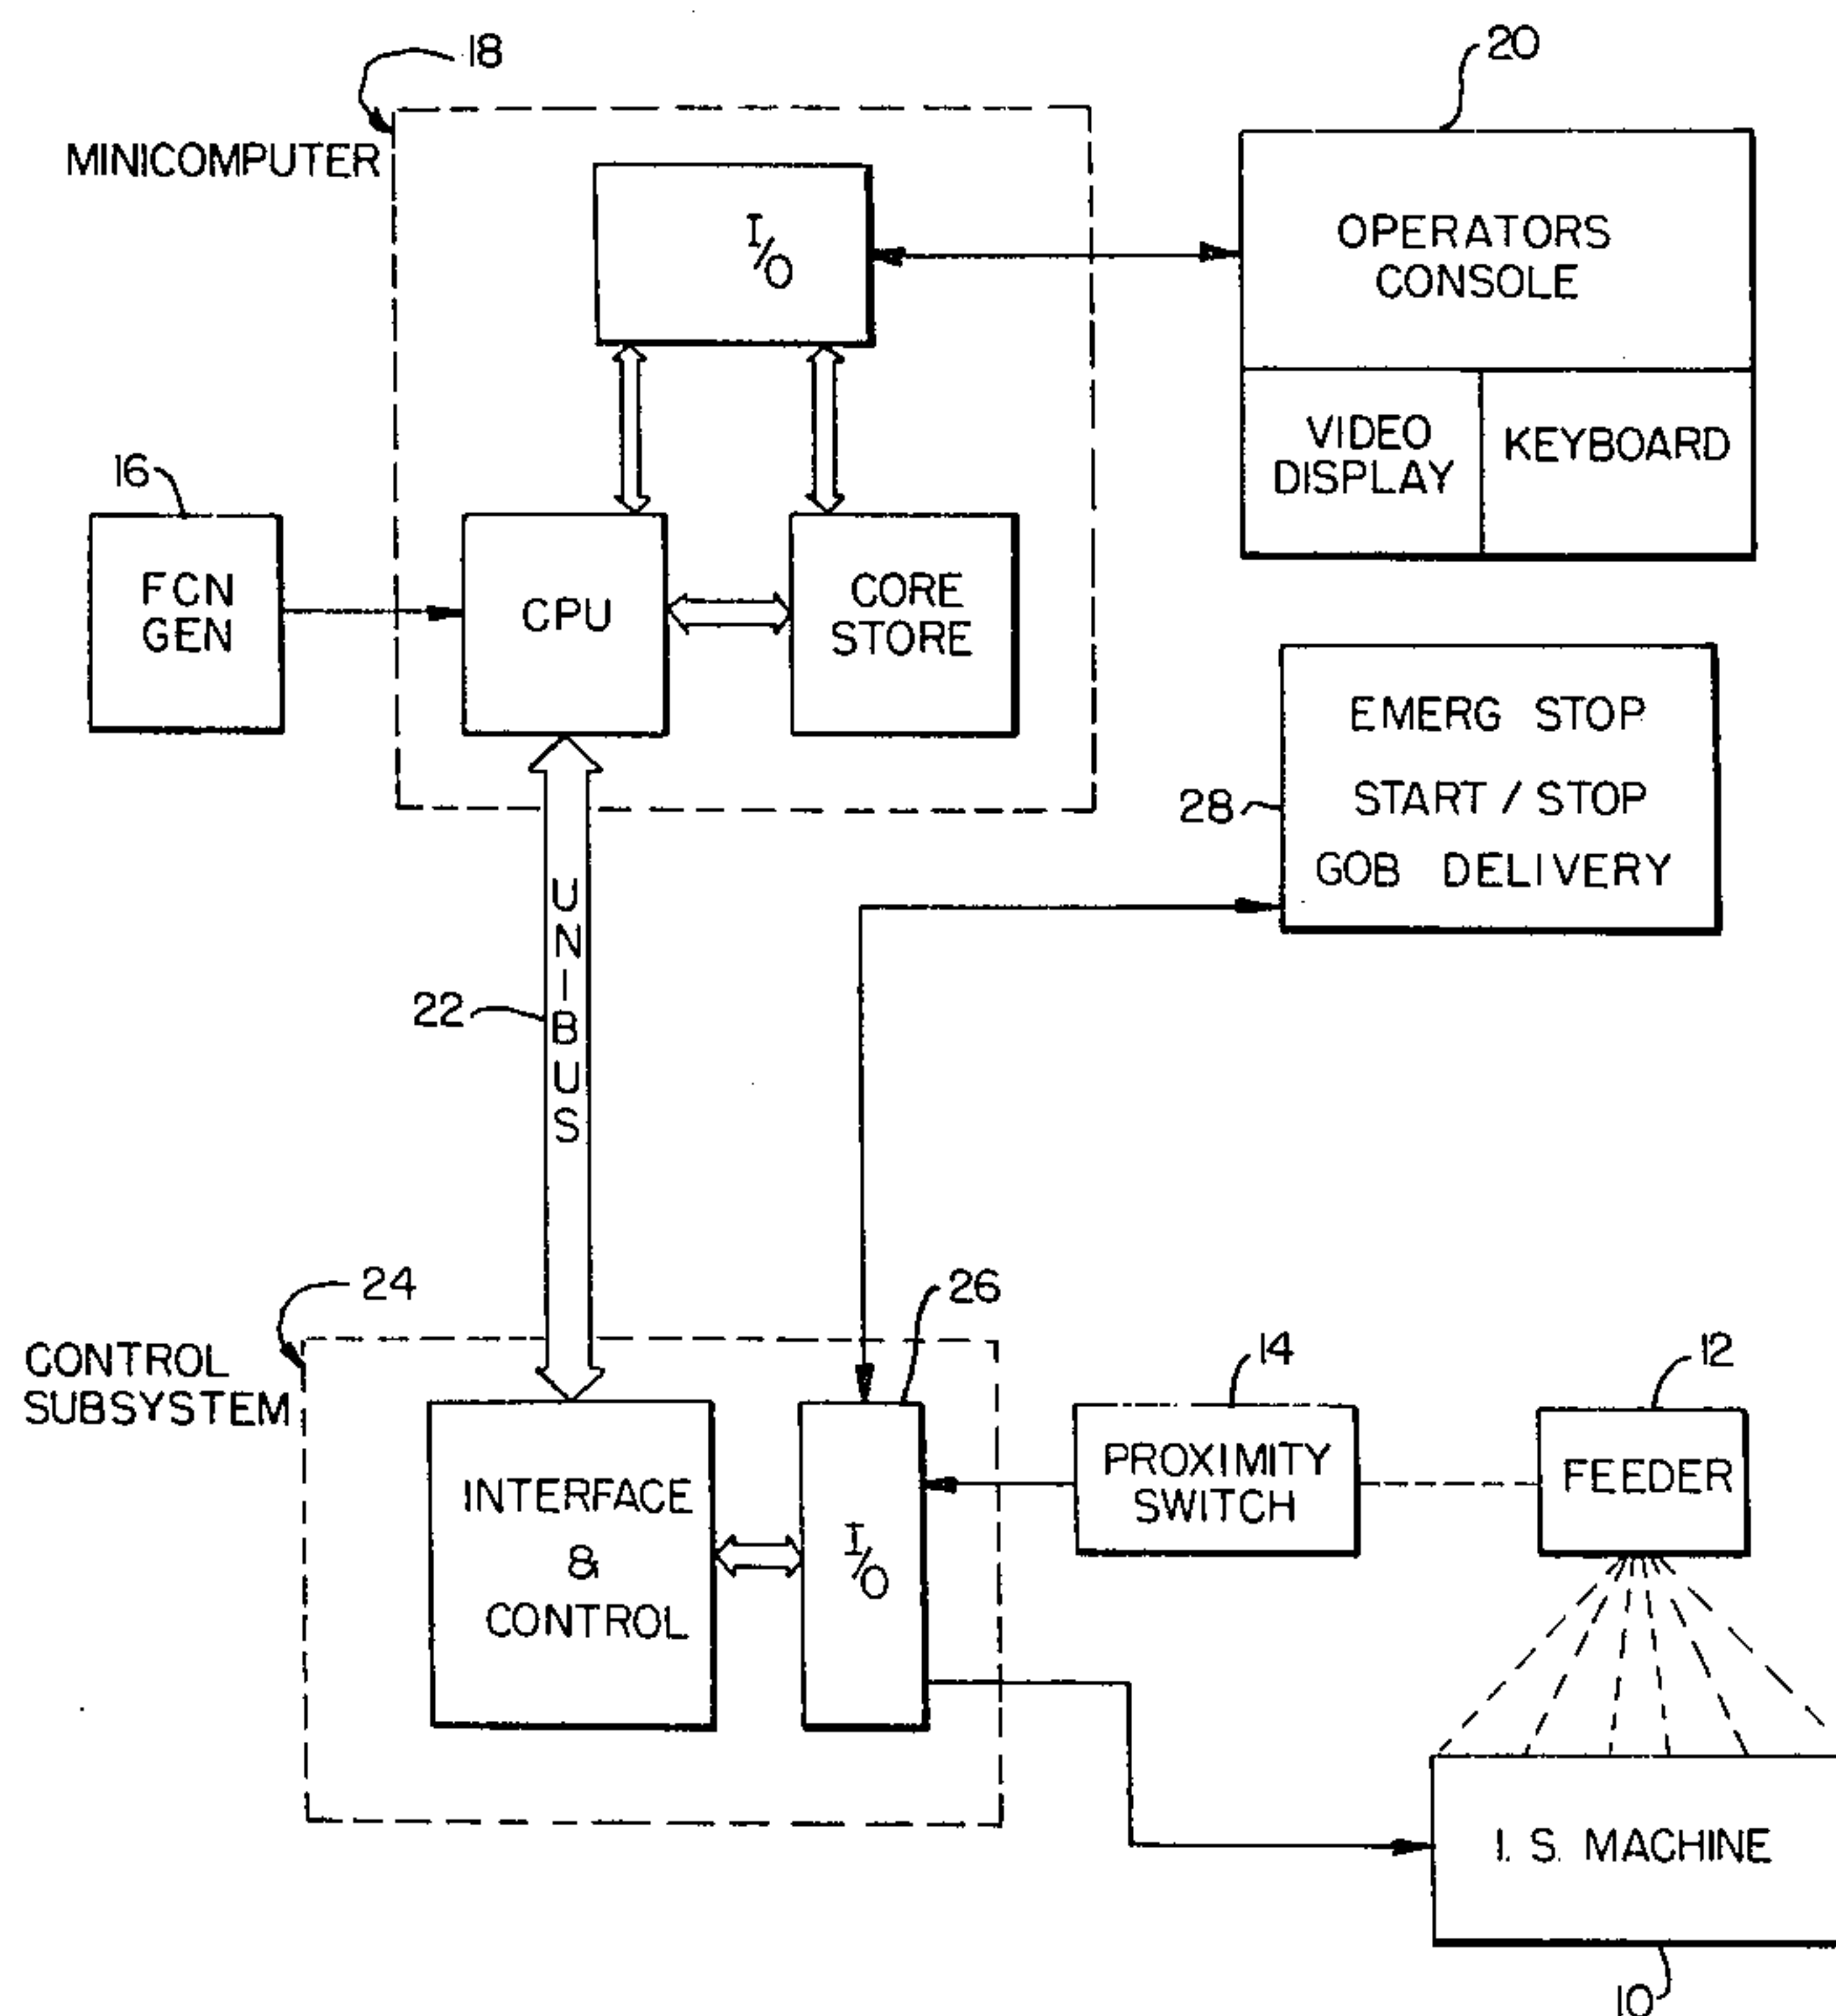 18
20
MINICOMPUTER
I/O
OPERATORS
CONSOLE
VIDEO
DISPLAY
KEYBOARD
16
FCN
GEN
CPU
CORE
STORE
28
EMERG STOP
START / STOP
GOB DELIVERY
22
UNIBUS
24
26
CONTROL
SUBSYSTEM
14
12
INTERFACE
&
CONTROL
I/O
PROXIMITY
SWITCH
FEEDER
I. S. MACHINE
10